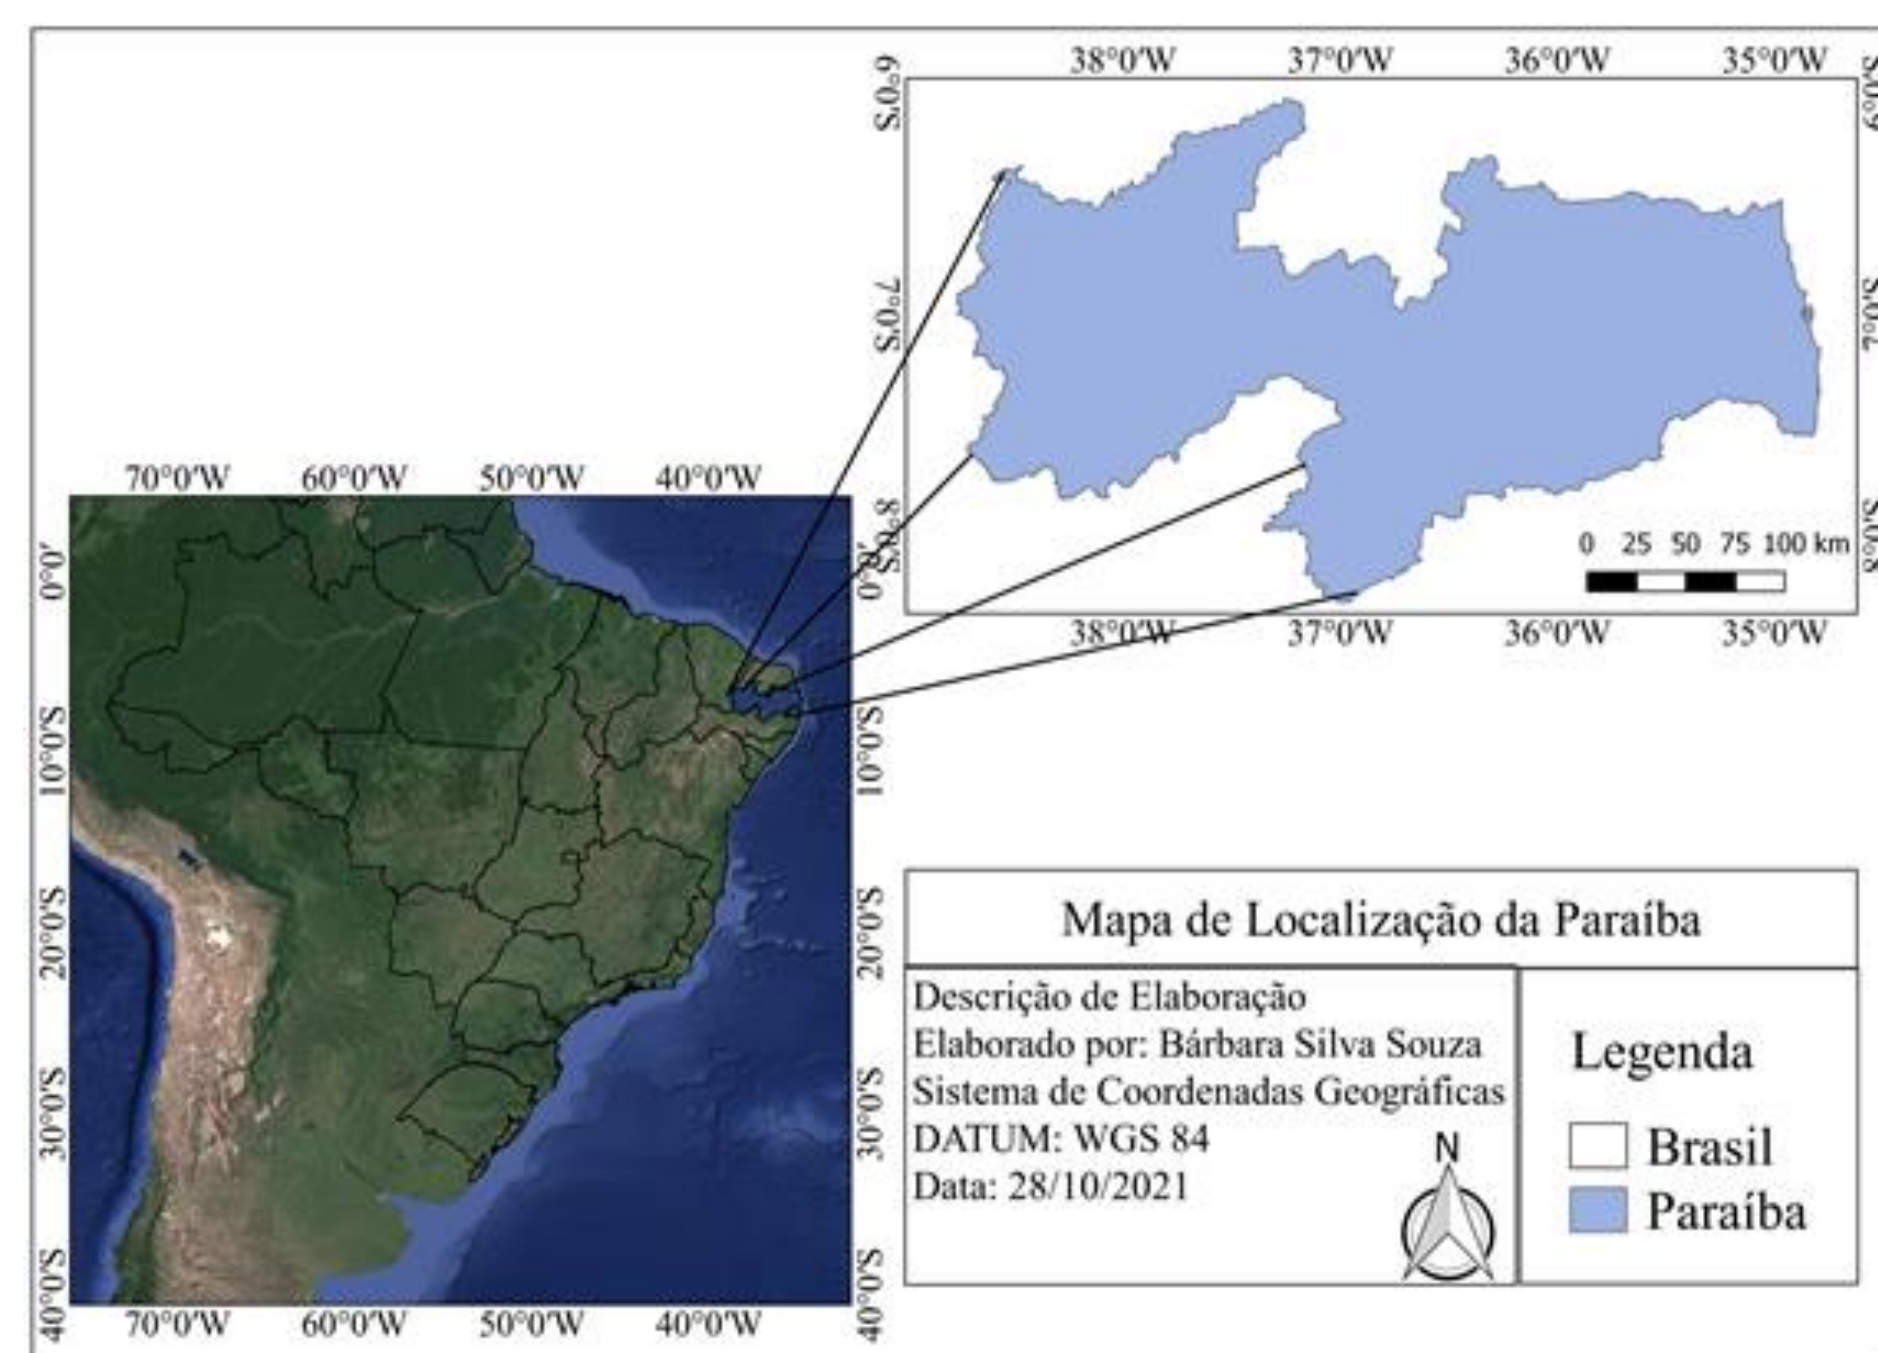 38°0'W 37°0'W 36°0'W 35°0'W
6°0'S
6°0'S
7°0'S
7°0'S
8°0'S
8°0'S
0 25 50 75 100 km
38°0'W 37°0'W 36°0'W 35°0'W
70°0'W 60°0'W 50°0'W 40°0'W
0°0'
0°0'
10°0'S
10°0'S
20°0'S
20°0'S
30°0'S
30°0'S
40°0'S
40°0'S
70°0'W 60°0'W 50°0'W 40°0'W
Mapa de Localização da Paraíba
Descrição de Elaboração
Elaborado por: Bárbara Silva Souza
Sistema de Coordenadas Geográficas
DATUM: WGS 84
Data: 28/10/2021
N
Legenda
Brasil
Paraíba